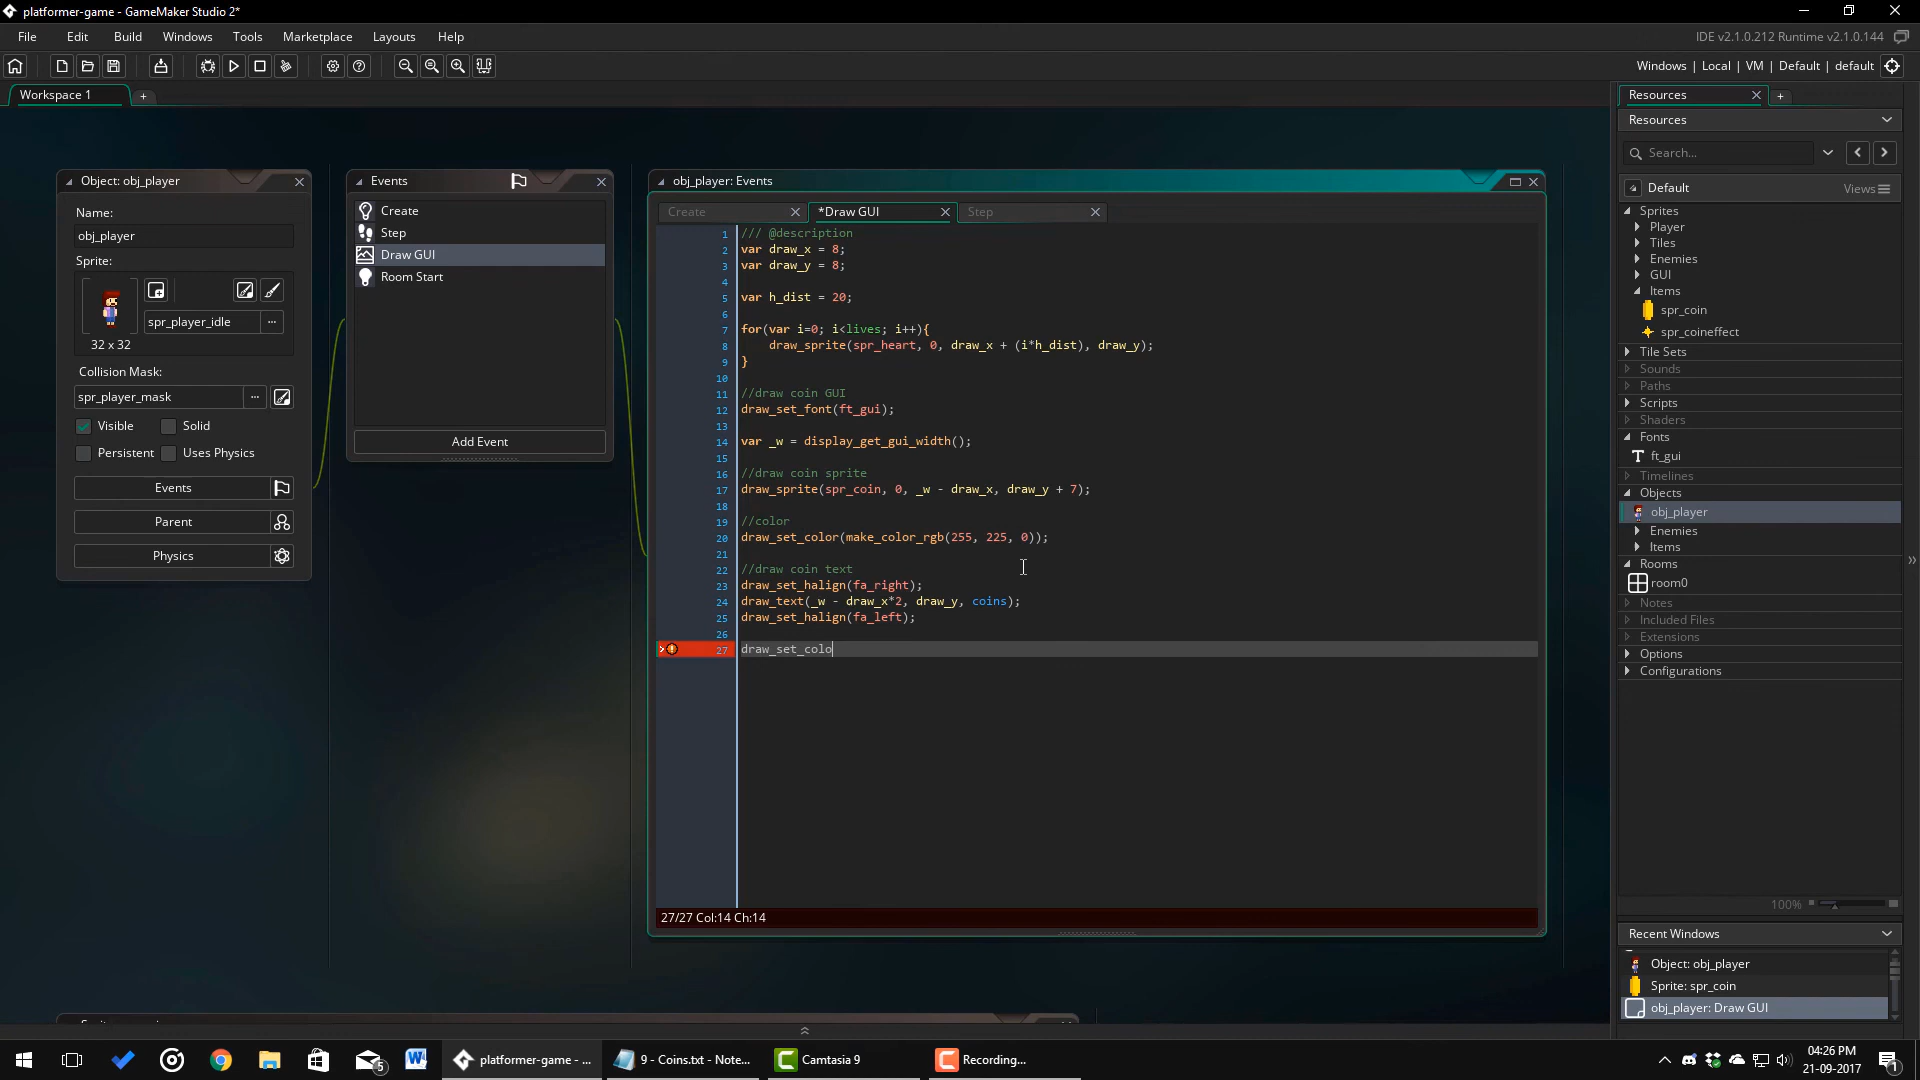 platformer-game - GameMaker Studio 2*
File Edit Build Windows Tools Marketplace Layouts Help
IDE v2.1.0.212 Runtime v2.1.0.144
Windows | Local | VM | Default | default
Workspace 1
+
Object: obj_player
Name:
obj_player
Sprite:
spr_player_idle
...
32 x 32
Collision Mask:
spr_player_mask
...
Visible
Solid
Persistent
Uses Physics
Events
Parent
Physics
Events
Create
Step
Draw GUI
Room Start
Add Event
obj_player: Events
Create
*Draw GUI
Step
1 /// @description
2 var draw_x = 8;
3 var draw_y = 8;
4
5 var h_dist = 20;
6
7 for(var i=0; i<lives; i++){
8 draw_sprite(spr_heart, 0, draw_x + (i*h_dist), draw_y);
9 }
10
11 //draw coin GUI
12 draw_set_font(ft_gui);
13
14 var _w = display_get_gui_width();
15
16 //draw coin sprite
17 draw_sprite(spr_coin, 0, _w - draw_x, draw_y + 7);
18
19 //color
20 draw_set_color(make_color_rgb(255, 225, 0));
21
22 //draw coin text
23 draw_set_halign(fa_right);
24 draw_text(_w - draw_x*2, draw_y, coins);
25 draw_set_halign(fa_left);
26
27 draw_set_colo
27/27 Col:14 Ch:14
Resources
+
Resources
Search...
Default
Views
Sprites
Player
Tiles
Enemies
GUI
Items
spr_coin
spr_coineffect
Tile Sets
Sounds
Paths
Scripts
Shaders
Fonts
ft_gui
Timelines
Objects
obj_player
Enemies
Items
Rooms
room0
Notes
Included Files
Extensions
Options
Configurations
100%
Recent Windows
Object: obj_player
Sprite: spr_coin
obj_player: Draw GUI
5
platformer-game - ...
9 - Coins.txt - Note...
Camtasia 9
Recording...
04:26 PM
21-09-2017
1